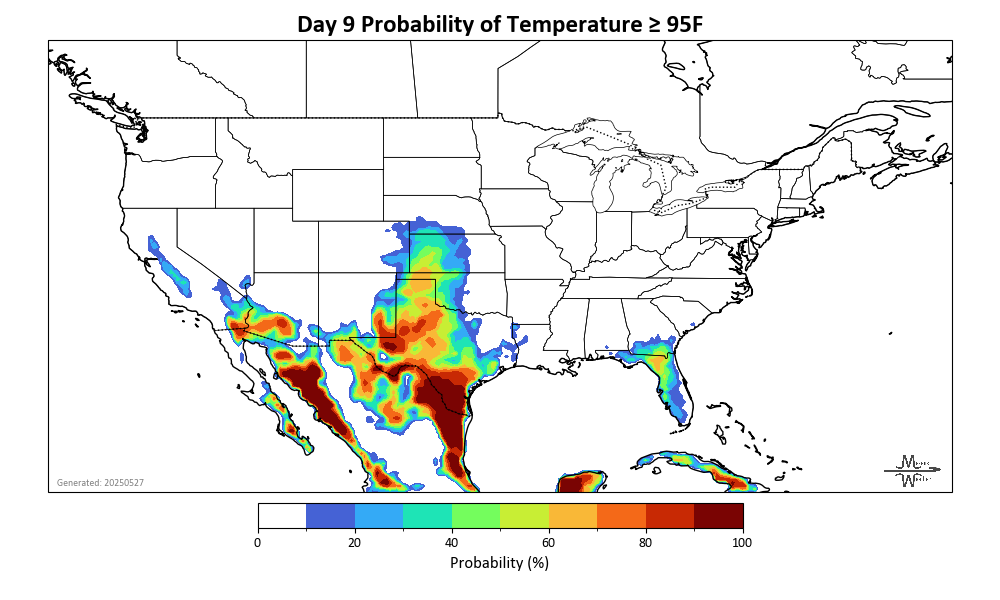 Day 9 Probability of Temperature ≥ 95F
Generated: 20250527
0 20 40 60 80 100
Probability (%)